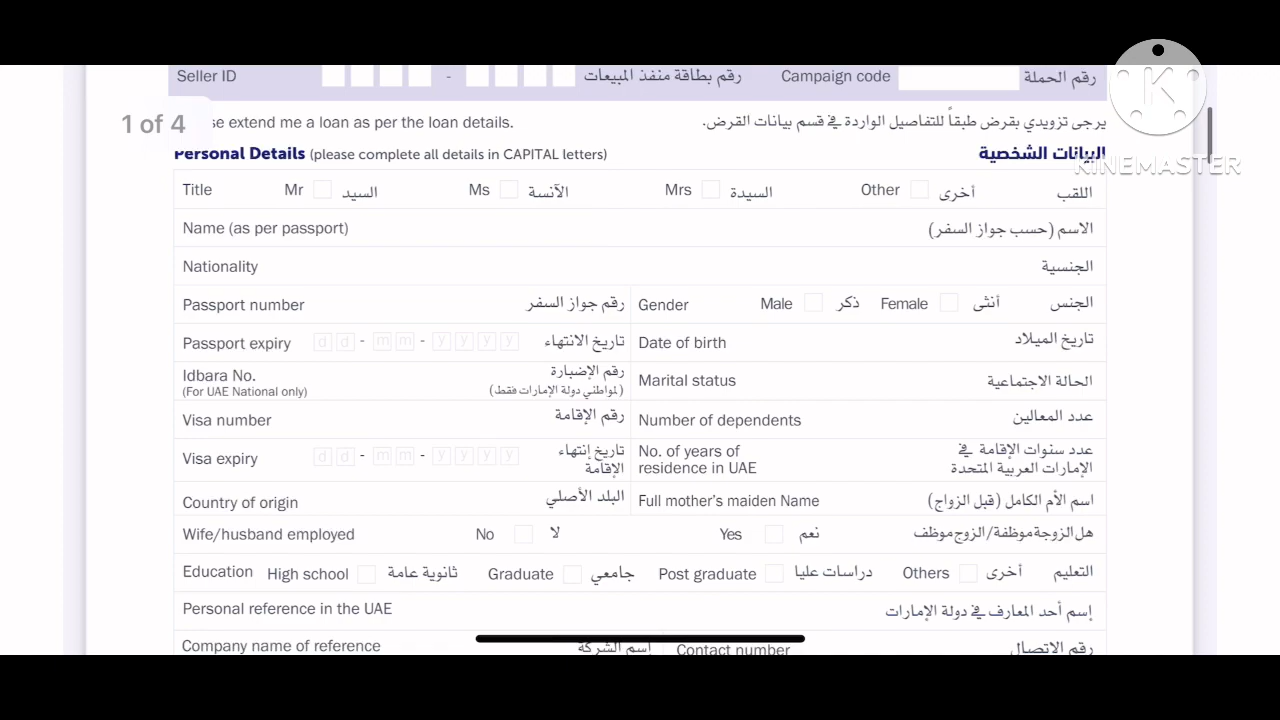 Seller ID - رقم بطاقة منفذ المبيعات Campaign code رقم الحملة
1 of 4
se extend me a loan as per the loan details. يرجى تزويدي بقرض طبقاً للتفاصيل الواردة في قسم بيانات القرض.
Personal Details (please complete all details in CAPITAL letters) البيانات الشخصية
KINEMASTER
Title Mr السيد Ms الآنسة Mrs السيدة Other أخرى اللقب
Name (as per passport) الاسم (حسب جواز السفر)
Nationality الجنسية
Passport number رقم جواز السفر Gender Male ذكر Female أنثى الجنس
Passport expiry d d - m m - y y y y تاريخ الانتهاء Date of birth تاريخ الميلاد
Idbara No. رقم الإضبارة Marital status الحالة الاجتماعية
(For UAE National only) (لمواطني دولة الإمارات فقط)
Visa number رقم الإقامة Number of dependents عدد المعالين
Visa expiry d d - m m - y y y y تاريخ إنتهاء الإقامة No. of years of residence in UAE عدد سنوات الإقامة في الإمارات العربية المتحدة
Country of origin البلد الأصلي Full mother's maiden Name اسم الأم الكامل (قبل الزواج)
Wife/husband employed No لا Yes نعم هل الزوجة موظفة/الزوج موظف
Education High school ثانوية عامة Graduate جامعي Post graduate دراسات عليا Others أخرى التعليم
Personal reference in the UAE إسم أحد المعارف في دولة الإمارات
Company name of reference إسم الشركة Contact number رقم الاتصال